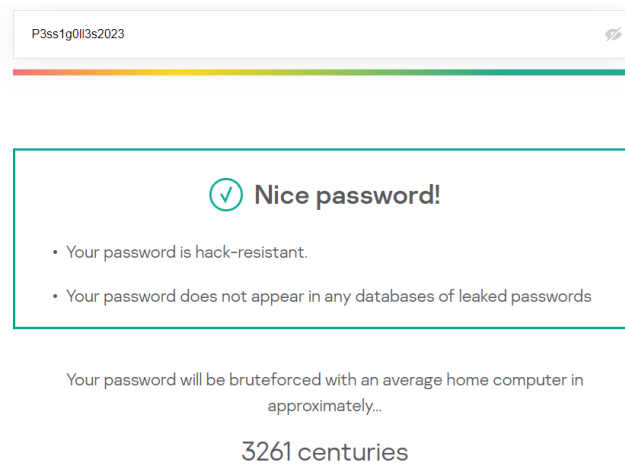 P3ss1g0ll3s2023
Nice password!
• Your password is hack-resistant.
• Your password does not appear in any databases of leaked passwords
Your password will be bruteforced with an average home computer in
approximately...
3261 centuries